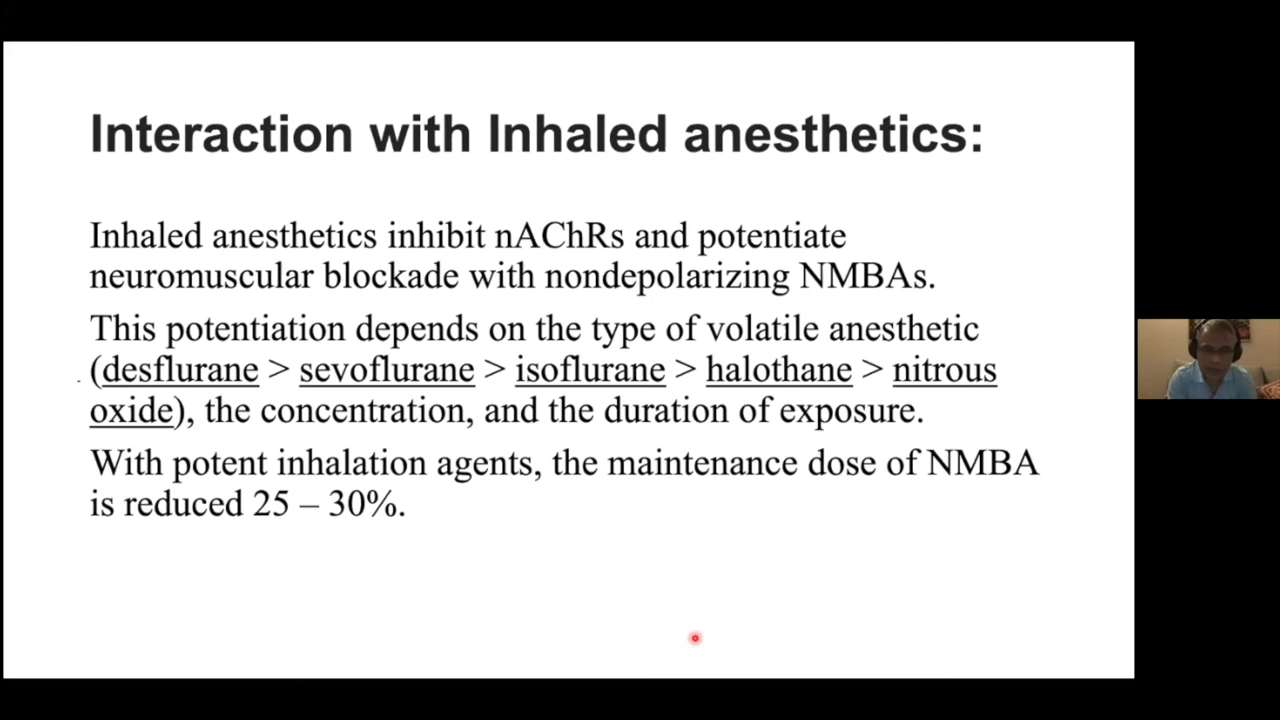 Interaction with Inhaled anesthetics:
Inhaled anesthetics inhibit nAChRs and potentiate
neuromuscular blockade with nondepolarizing NMBAs.
This potentiation depends on the type of volatile anesthetic
(desflurane > sevoflurane > isoflurane > halothane > nitrous
oxide), the concentration, and the duration of exposure.
With potent inhalation agents, the maintenance dose of NMBA
is reduced 25 – 30%.